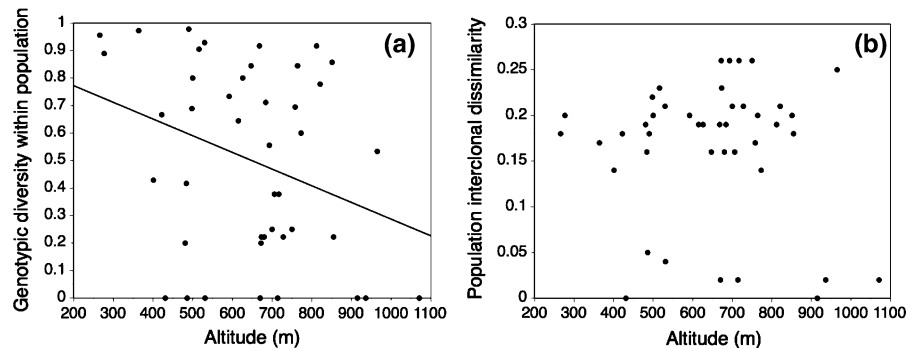 (a)
Genotypic diversity within population
1
0.9
0.8
0.7
0.6
0.5
0.4
0.3
0.2
0.1
0
200 300 400 500 600 700 800 900 1000 1100
Altitude (m)
(b)
Population interclonal dissimilarity
0.3
0.25
0.2
0.15
0.1
0.05
0
200 300 400 500 600 700 800 900 1000 1100
Altitude (m)